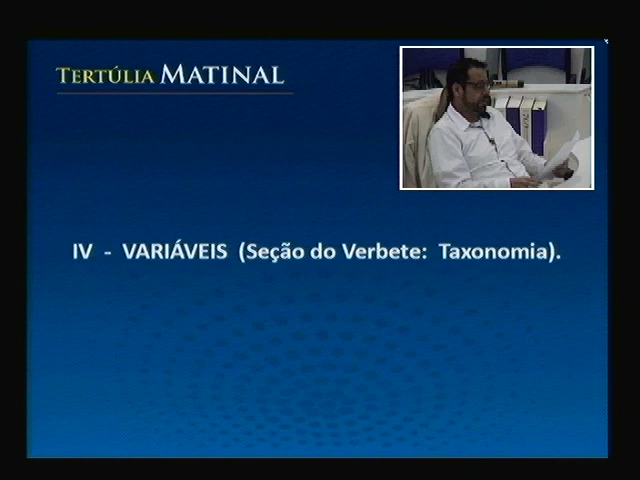 TERTÚLIA MATINAL
IV - VARIÁVEIS (Seção do Verbete: Taxonomia).